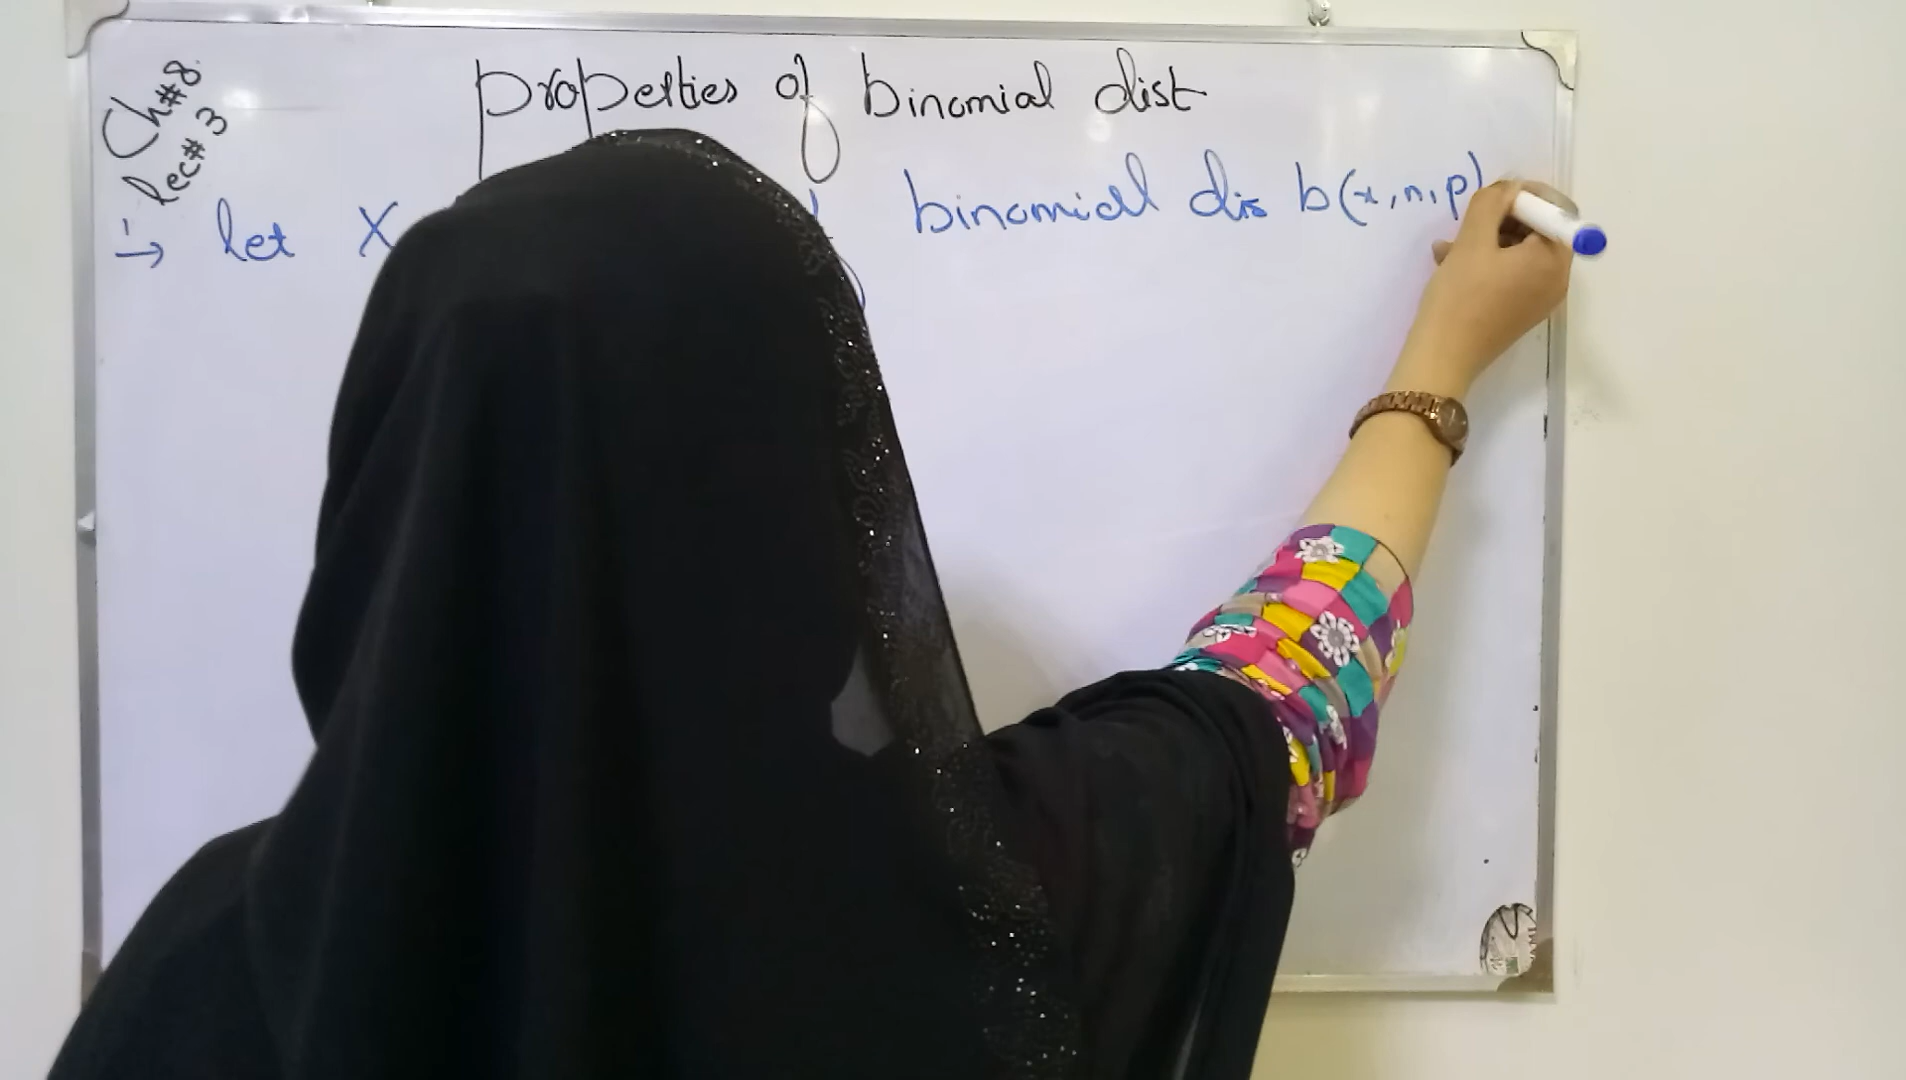 Ch#8.
Lec#3
properties of binomial dist
→ let X binomial dis b(x,n,p)